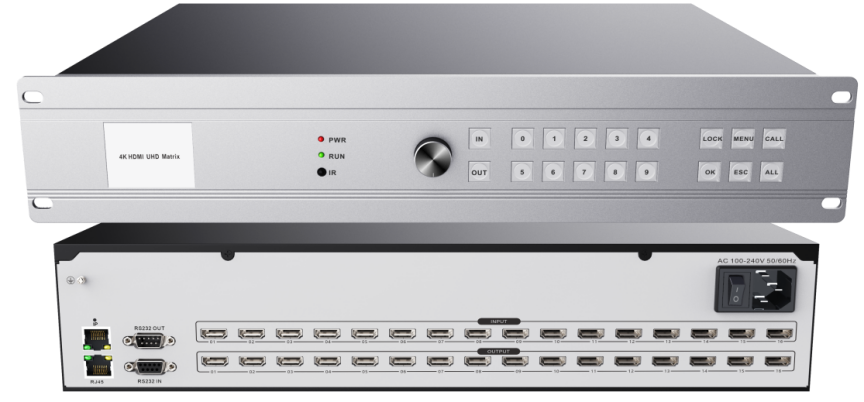 4K HDMI UHD Matrix
PWR
RUN
IR
IN 0 1 2 3 4
OUT 5 6 7 8 9
LOCK MENU CALL
OK ESC ALL
AC 100-240V 50/60Hz
I
O
RS232 OUT
RJ45
RS232 IN
INPUT
01 02 03 04 05 06 07 08 09 10 11 12 13 14 15 16
OUTPUT
01 02 03 04 05 06 07 08 09 10 11 12 13 14 15 16